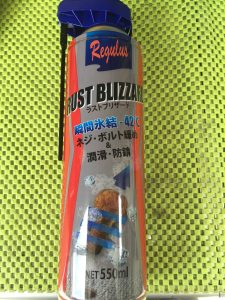 Regulus
RUST BLIZZARD
ラストブリザード
瞬間氷結-42℃
ネジ・ボルト緩め
&
潤滑・防錆
NET 550ml